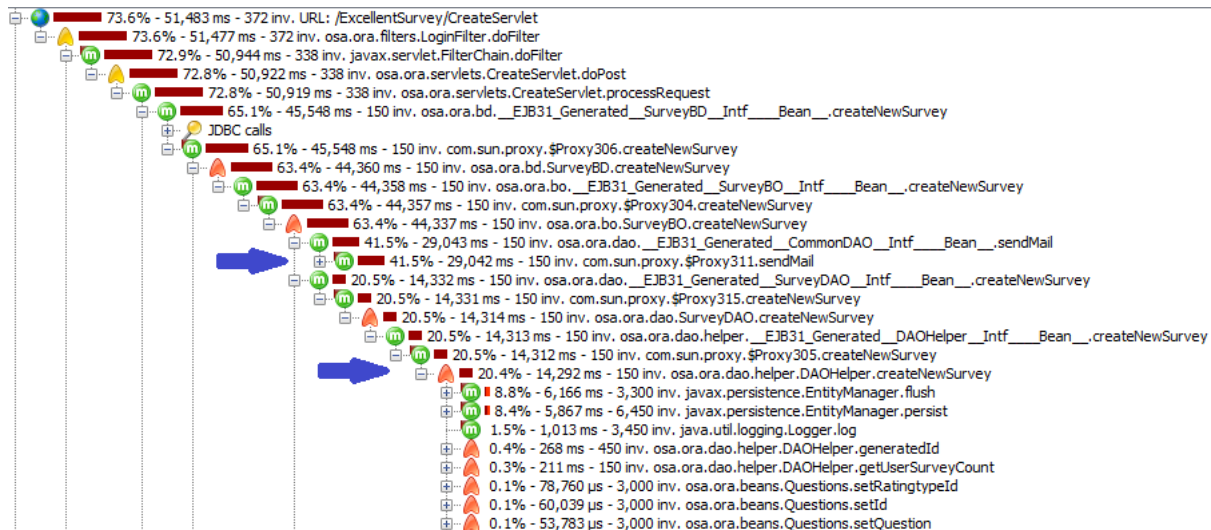 73.6% - 51,483 ms - 372 inv. URL: /ExcellentSurvey/CreateServlet
73.6% - 51,477 ms - 372 inv. osa.ora.filters.LoginFilter.doFilter
m 72.9% - 50,944 ms - 338 inv. javax.servlet.FilterChain.doFilter
72.8% - 50,922 ms - 338 inv. osa.ora.servlets.CreateServlet.doPost
m 72.8% - 50,919 ms - 338 inv. osa.ora.servlets.CreateServlet.processRequest
m 65.1% - 45,548 ms - 150 inv. osa.ora.bd.__EJB31_Generated__SurveyBD__Intf____Bean__.createNewSurvey
JDBC calls
m 65.1% - 45,548 ms - 150 inv. com.sun.proxy.$Proxy306.createNewSurvey
63.4% - 44,360 ms - 150 inv. osa.ora.bd.SurveyBD.createNewSurvey
m 63.4% - 44,358 ms - 150 inv. osa.ora.bo.__EJB31_Generated__SurveyBO__Intf____Bean__.createNewSurvey
m 63.4% - 44,357 ms - 150 inv. com.sun.proxy.$Proxy304.createNewSurvey
63.4% - 44,337 ms - 150 inv. osa.ora.bo.SurveyBO.createNewSurvey
m 41.5% - 29,043 ms - 150 inv. osa.ora.dao.__EJB31_Generated__CommonDAO__Intf____Bean__.sendMail
m 41.5% - 29,042 ms - 150 inv. com.sun.proxy.$Proxy311.sendMail
m 20.5% - 14,332 ms - 150 inv. osa.ora.dao.__EJB31_Generated__SurveyDAO__Intf____Bean__.createNewSurvey
m 20.5% - 14,331 ms - 150 inv. com.sun.proxy.$Proxy315.createNewSurvey
20.5% - 14,314 ms - 150 inv. osa.ora.dao.SurveyDAO.createNewSurvey
m 20.5% - 14,313 ms - 150 inv. osa.ora.dao.helper.__EJB31_Generated__DAOHelper__Intf____Bean__.createNewSurvey
m 20.5% - 14,312 ms - 150 inv. com.sun.proxy.$Proxy305.createNewSurvey
20.4% - 14,292 ms - 150 inv. osa.ora.dao.helper.DAOHelper.createNewSurvey
m 8.8% - 6,166 ms - 3,300 inv. javax.persistence.EntityManager.flush
m 8.4% - 5,867 ms - 6,450 inv. javax.persistence.EntityManager.persist
m 1.5% - 1,013 ms - 3,450 inv. java.util.logging.Logger.log
0.4% - 268 ms - 450 inv. osa.ora.dao.helper.DAOHelper.generatedId
0.3% - 211 ms - 150 inv. osa.ora.dao.helper.DAOHelper.getUserSurveyCount
0.1% - 78,760 µs - 3,000 inv. osa.ora.beans.Questions.setRatingtypeId
0.1% - 60,039 µs - 3,000 inv. osa.ora.beans.Questions.setId
0.1% - 53,783 µs - 3,000 inv. osa.ora.beans.Questions.setQuestion